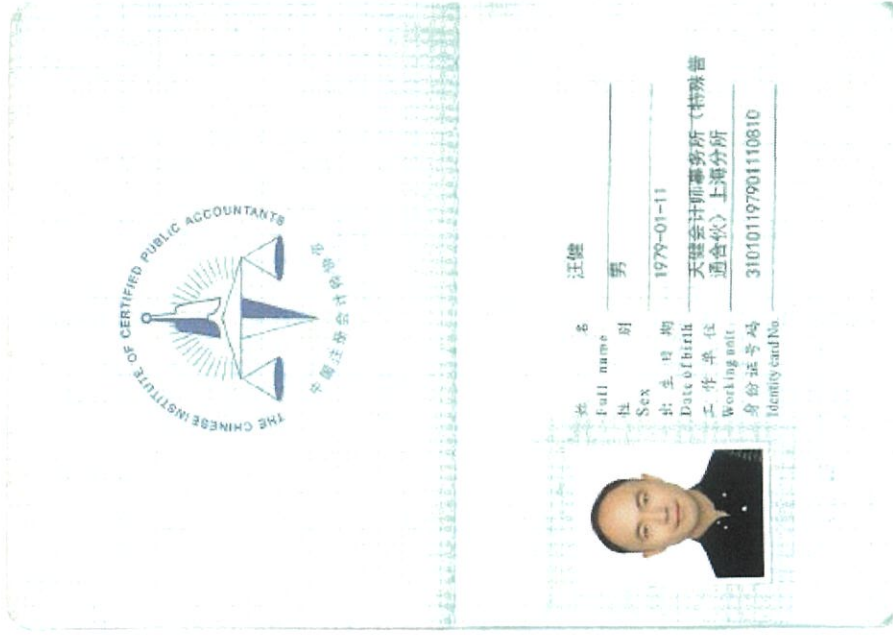 THE CHINESE INSTITUTE OF CERTIFIED PUBLIC ACCOUNTANTS
中国注册会计师协会
姓 名 汪健
Full name
性 别 男
Sex
出生日期 1979-01-11
Date of birth
工作单位 天健会计师事务所（特殊普
Working unit 通合伙）上海分所
身份证号码 310101197901110810
Identity card No.